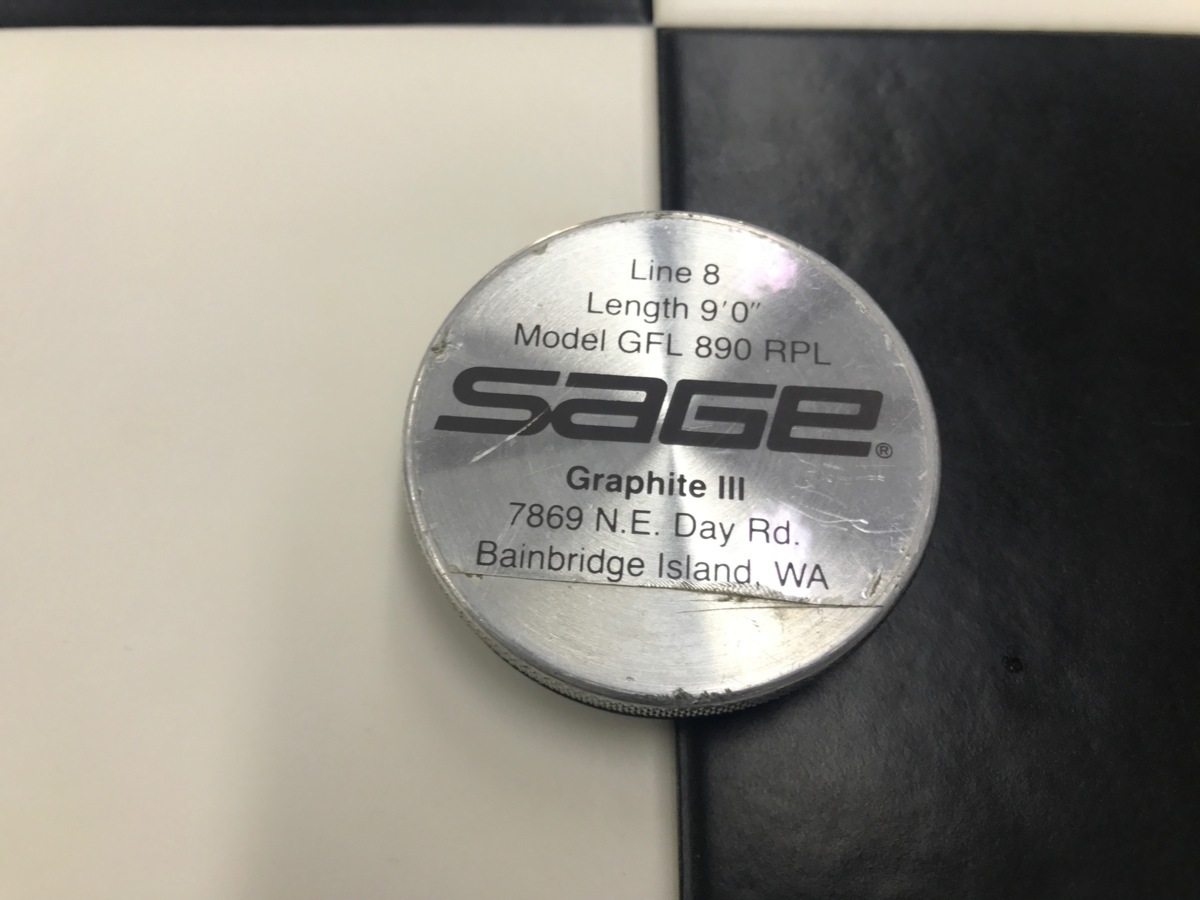 Line 8
Length 9'0"
Model GFL 890 RPL
SAGE®
Graphite III
7869 N.E. Day Rd.
Bainbridge Island, WA